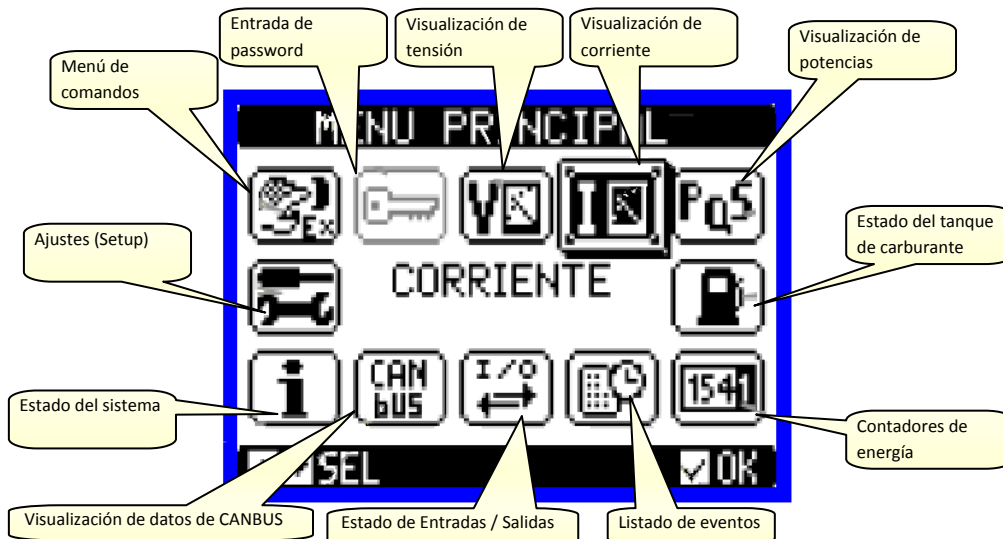 Entrada de
password
Visualización de
tensión
Visualización de
corriente
Visualización de
potencias
Menú de
comandos
MENU PRINCIPAL
Ex
V
I
PQS
Ajustes (Setup)
CORRIENTE
Estado del tanque
de carburante
Estado del sistema
i
CAN
bUS
I/O
1541
Contadores de
energía
SEL
OK
Visualización de datos de CANBUS
Estado de Entradas / Salidas
Listado de eventos